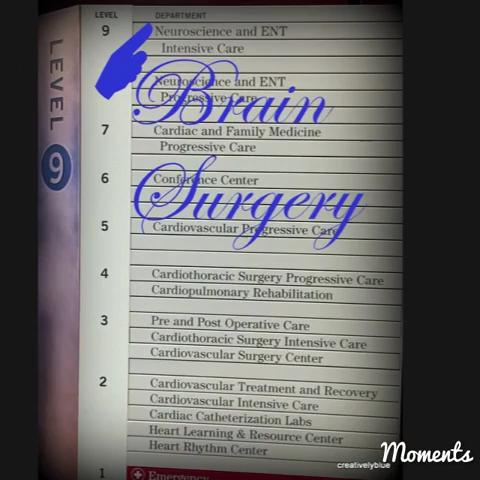 LEVEL DEPARTMENT
9 Neuroscience and ENT
Intensive Care
Neuroscience and ENT
Progressive Care
Brain
7 Cardiac and Family Medicine
Progressive Care
6 Conference Center
Surgery
5 Cardiovascular Progressive Care
4 Cardiothoracic Surgery Progressive Care
Cardiopulmonary Rehabilitation
3 Pre and Post Operative Care
Cardiothoracic Surgery Intensive Care
Cardiovascular Surgery Center
2 Cardiovascular Treatment and Recovery
Cardiovascular Intensive Care
Cardiac Catheterization Labs
Heart Learning & Resource Center
Heart Rhythm Center
1 Emergency
LEVEL 9
Moments
creativelyblue